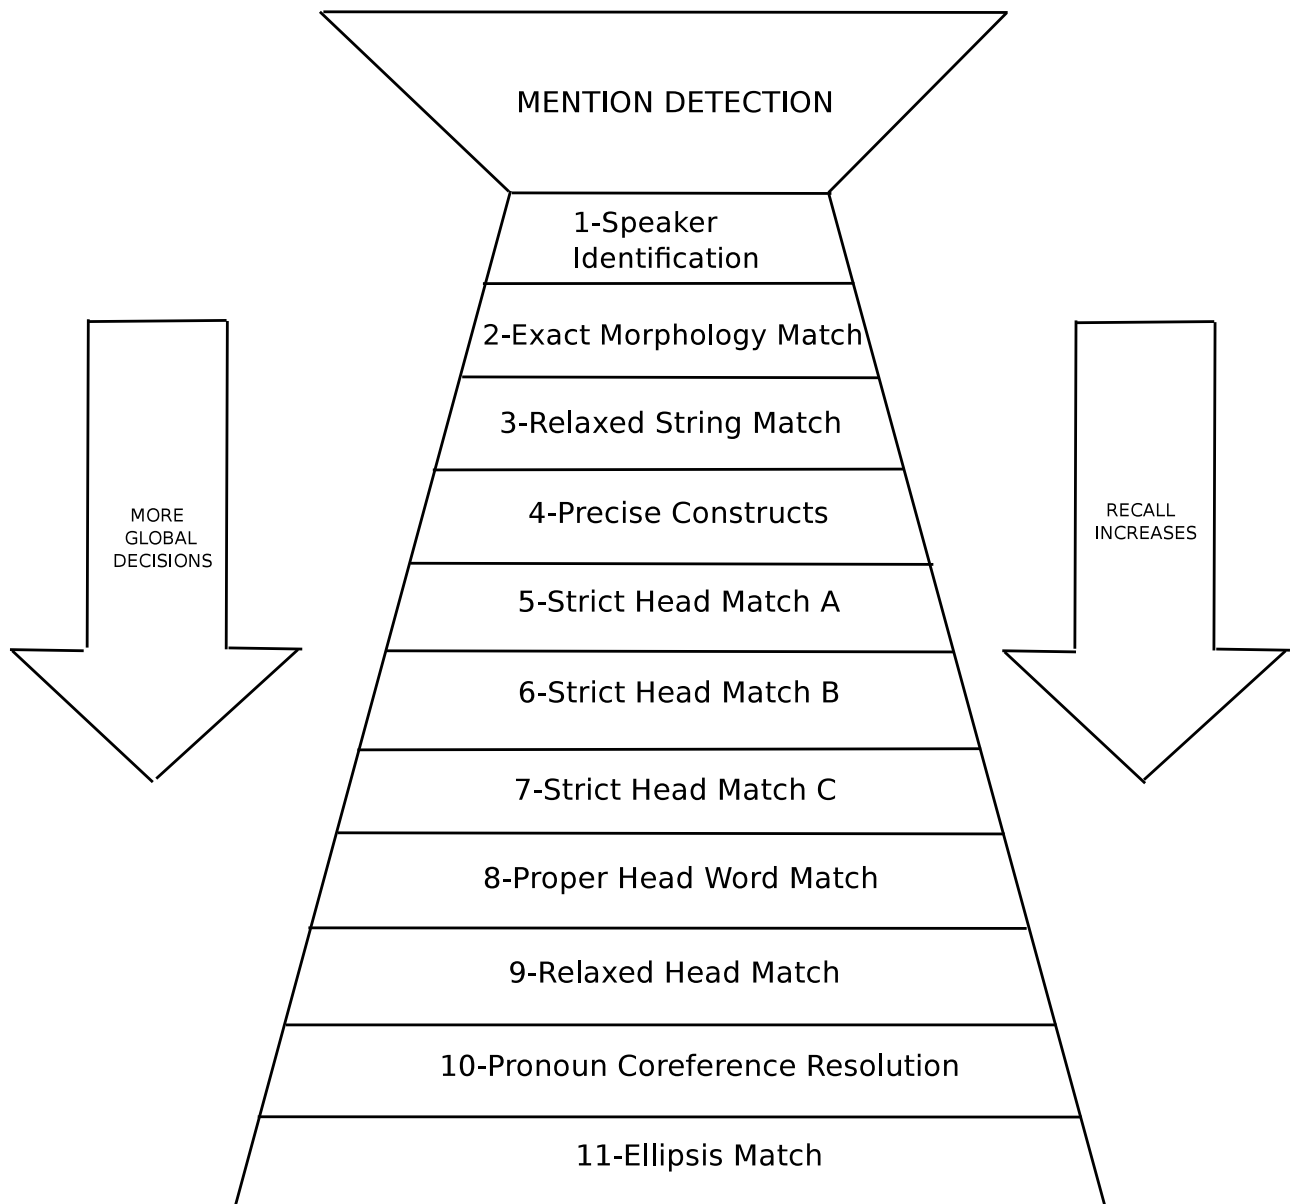 MENTION DETECTION
1-Speaker
Identification
2-Exact Morphology Match
3-Relaxed String Match
4-Precise Constructs
5-Strict Head Match A
6-Strict Head Match B
7-Strict Head Match C
8-Proper Head Word Match
9-Relaxed Head Match
10-Pronoun Coreference Resolution
11-Ellipsis Match
MORE
GLOBAL
DECISIONS
RECALL
INCREASES